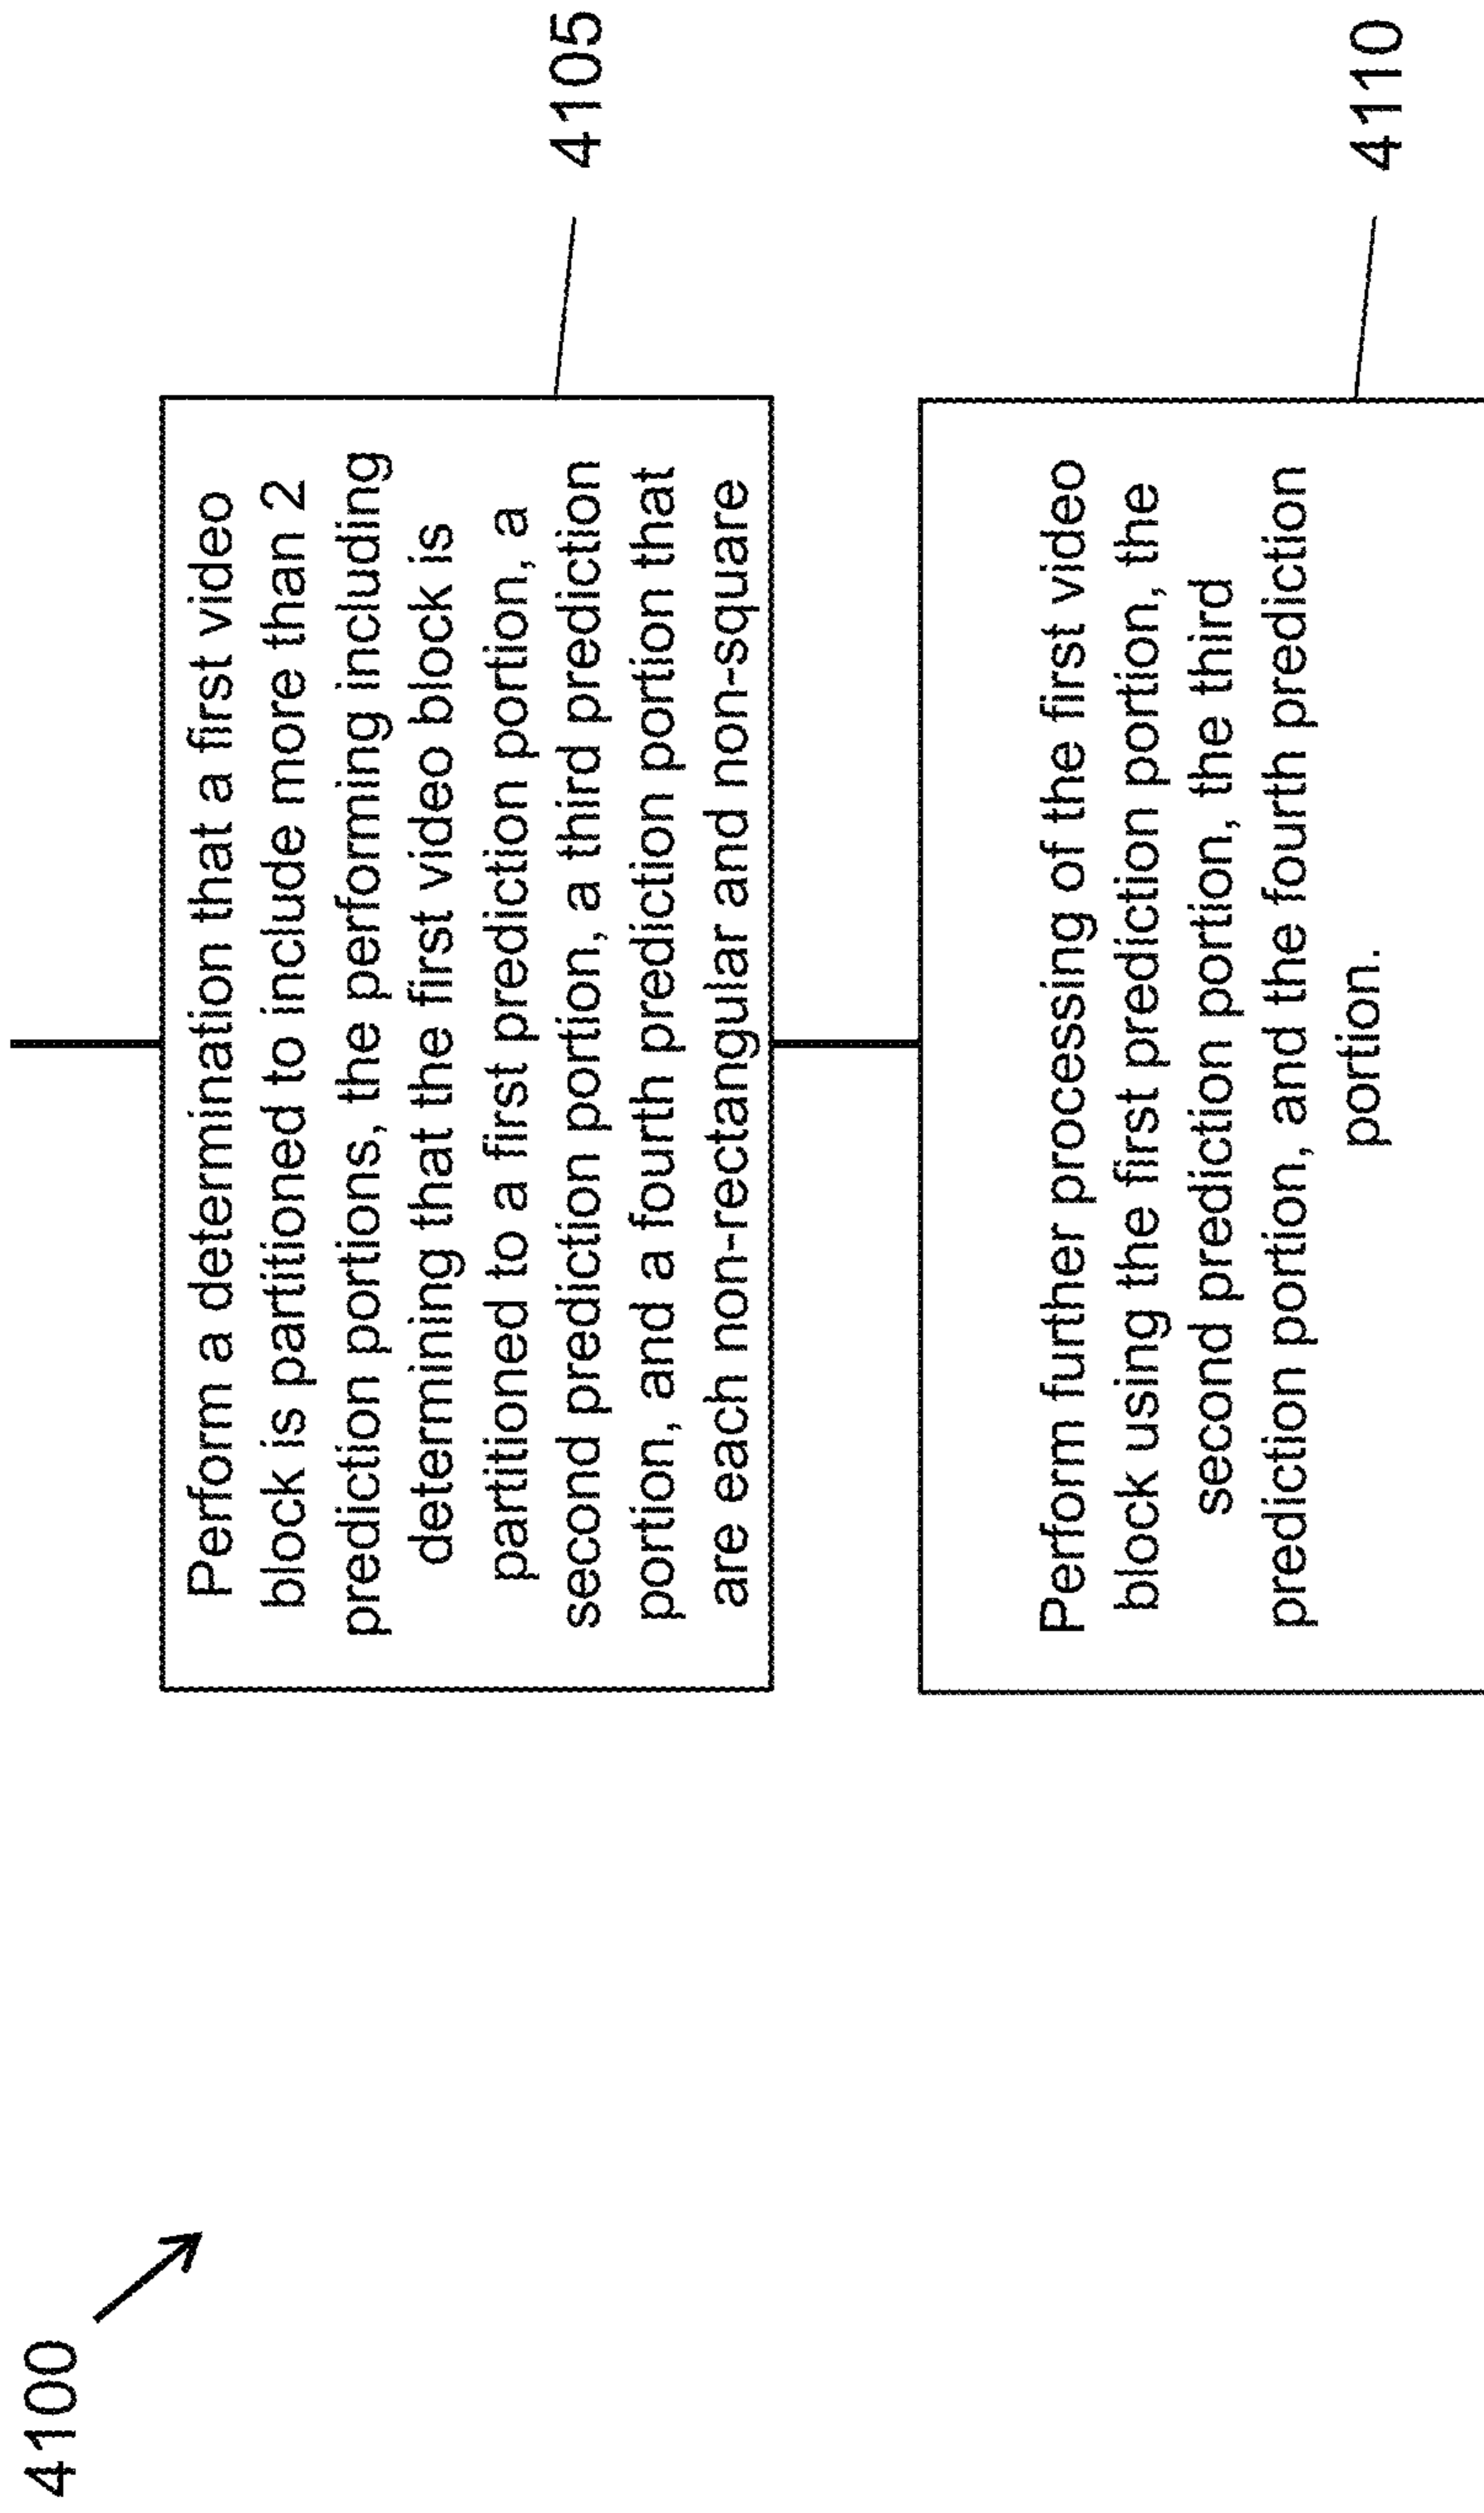 4100
Perform a determination that a first video
block is partitioned to include more than 2
prediction portions, the performing including
determining that the first video block is
partitioned to a first prediction portion, a
second prediction portion, a third prediction
portion, and a fourth prediction portion that
are each non-rectangular and non-square
4105
Perform further processing of the first video
block using the first prediction portion, the
second prediction portion, the third
prediction portion, and the fourth prediction
portion.
4110